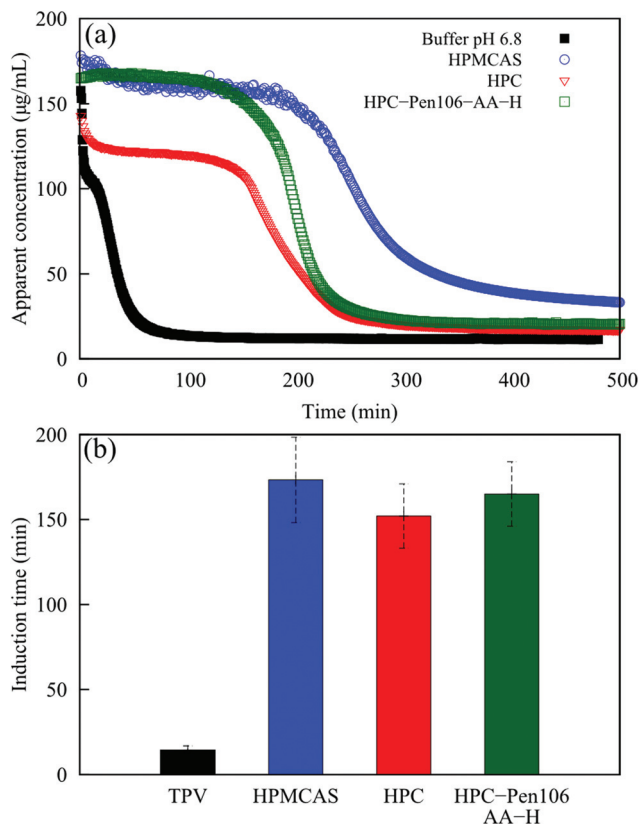 (a)
Buffer pH 6.8
HPMCAS
HPC
HPC−Pen106−AA−H
Apparent concentration (μg/mL)
200
150
100
50
0
0 100 200 300 400 500
Time (min)
(b)
Induction time (min)
200
150
100
50
0
TPV HPMCAS HPC HPC−Pen106
AA−H